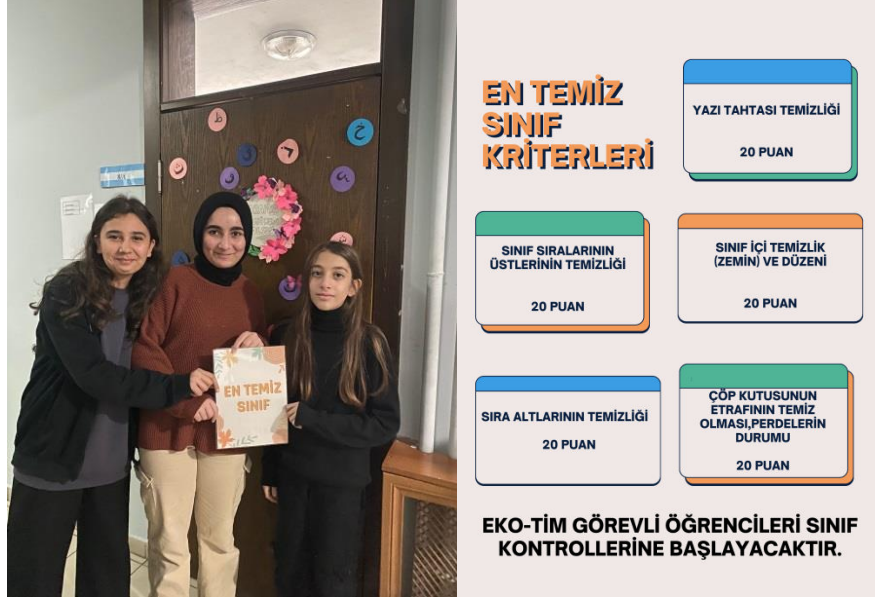 EN TEMİZ
SINIF
EN TEMİZ
SINIF
KRİTERLERİ
YAZI TAHTASI TEMİZLİĞİ
20 PUAN
SINIF SIRALARININ
ÜSTLERİNİN TEMİZLİĞİ
20 PUAN
SINIF İÇİ TEMİZLİK
(ZEMİN) VE DÜZENİ
20 PUAN
SIRA ALTLARININ TEMİZLİĞİ
20 PUAN
ÇÖP KUTUSUNUN
ETRAFININ TEMİZ
OLMASI,PERDELERİN
DURUMU
20 PUAN
EKO-TİM GÖREVLİ ÖĞRENCİLERİ SINIF
KONTROLLERİNE BAŞLAYACAKTIR.